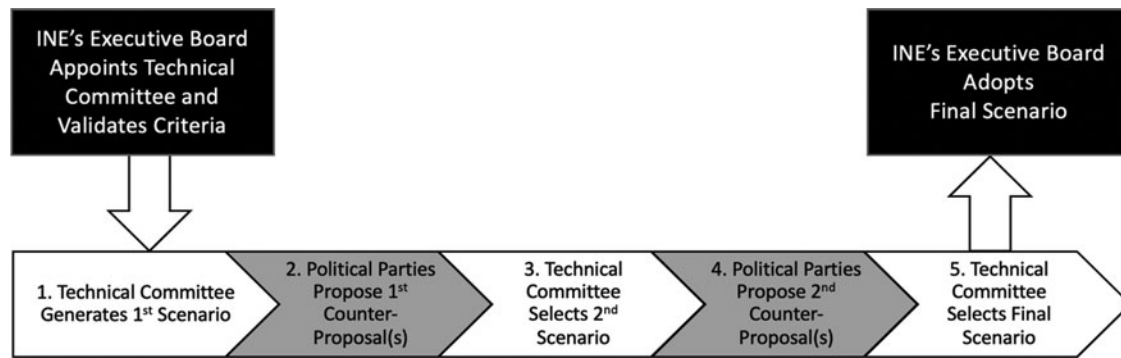 INE's Executive Board
Appoints Technical
Committee and
Validates Criteria
INE's Executive Board
Adopts
Final Scenario
1. Technical Committee
Generates 1st Scenario
2. Political Parties
Propose 1st
Counter-
Proposal(s)
3. Technical
Committee
Selects 2nd
Scenario
4. Political Parties
Propose 2nd
Counter-
Proposal(s)
5. Technical
Committee
Selects Final
Scenario